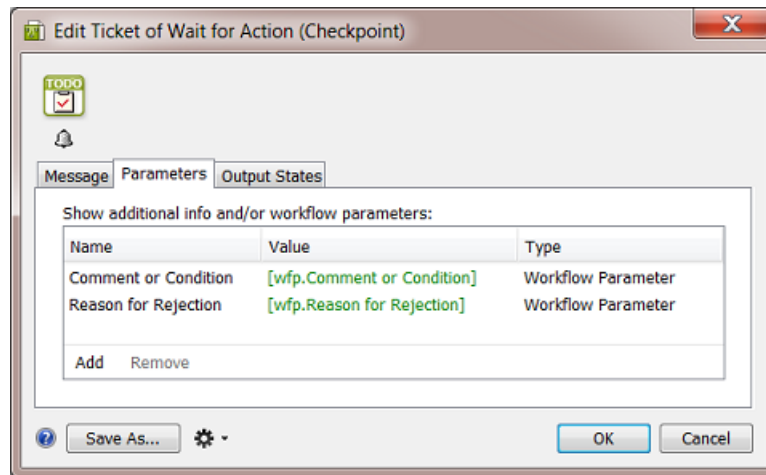 Edit Ticket of Wait for Action (Checkpoint)
TODO
Message Parameters Output States
Show additional info and/or workflow parameters:
Name Value Type
Comment or Condition [wfp.Comment or Condition] Workflow Parameter
Reason for Rejection [wfp.Reason for Rejection] Workflow Parameter
Add Remove
Save As... OK Cancel